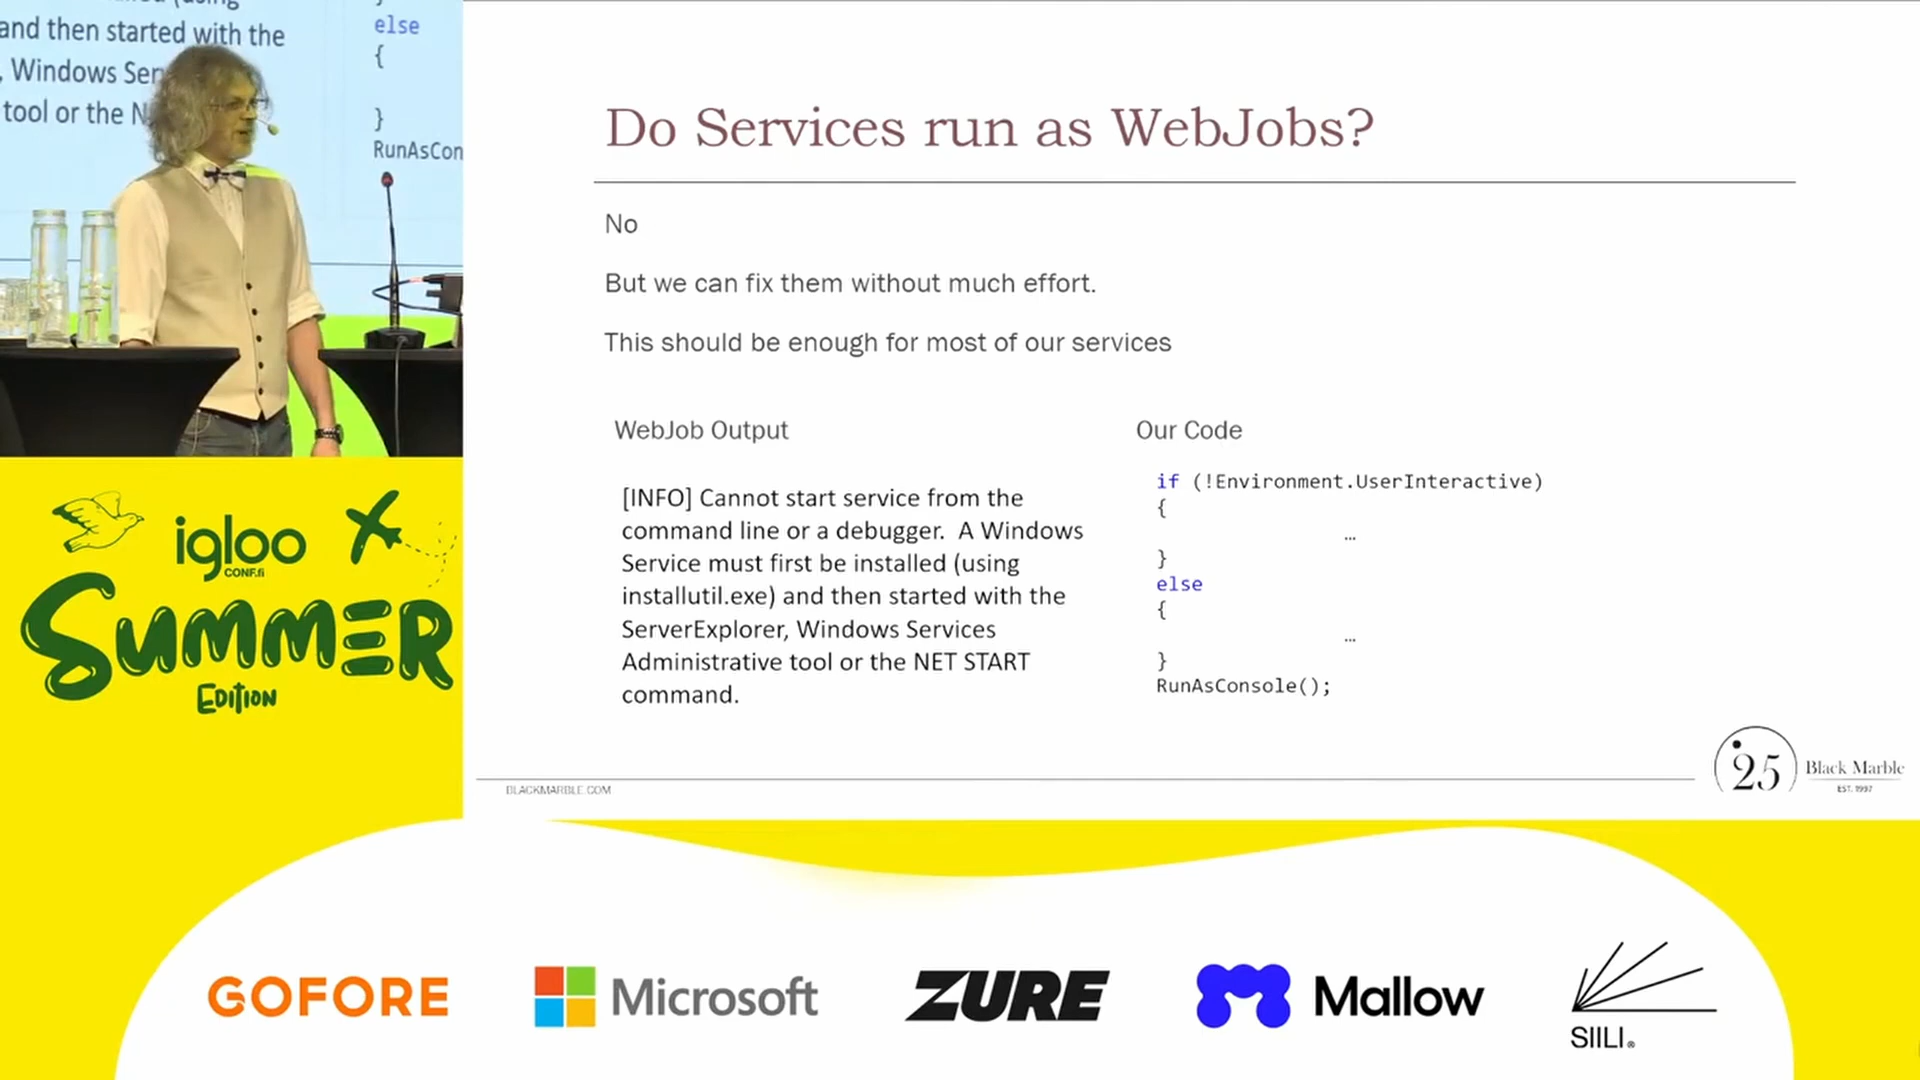 and then started with the
, Windows Ser
tool or the N
else
{
}
RunAsCon
igloo
CONF.fi
SUMMER
EDITION
Do Services run as WebJobs?
No
But we can fix them without much effort.
This should be enough for most of our services
WebJob Output
[INFO] Cannot start service from the
command line or a debugger.  A Windows
Service must first be installed (using
installutil.exe) and then started with the
ServerExplorer, Windows Services
Administrative tool or the NET START
command.
Our Code
if (!Environment.UserInteractive)
{
…
}
else
{
…
}
RunAsConsole();
BLACKMARBLE.COM
25
Black Marble
EST. 1997
GOFORE
Microsoft
ZURE
Mallow
SIILI®